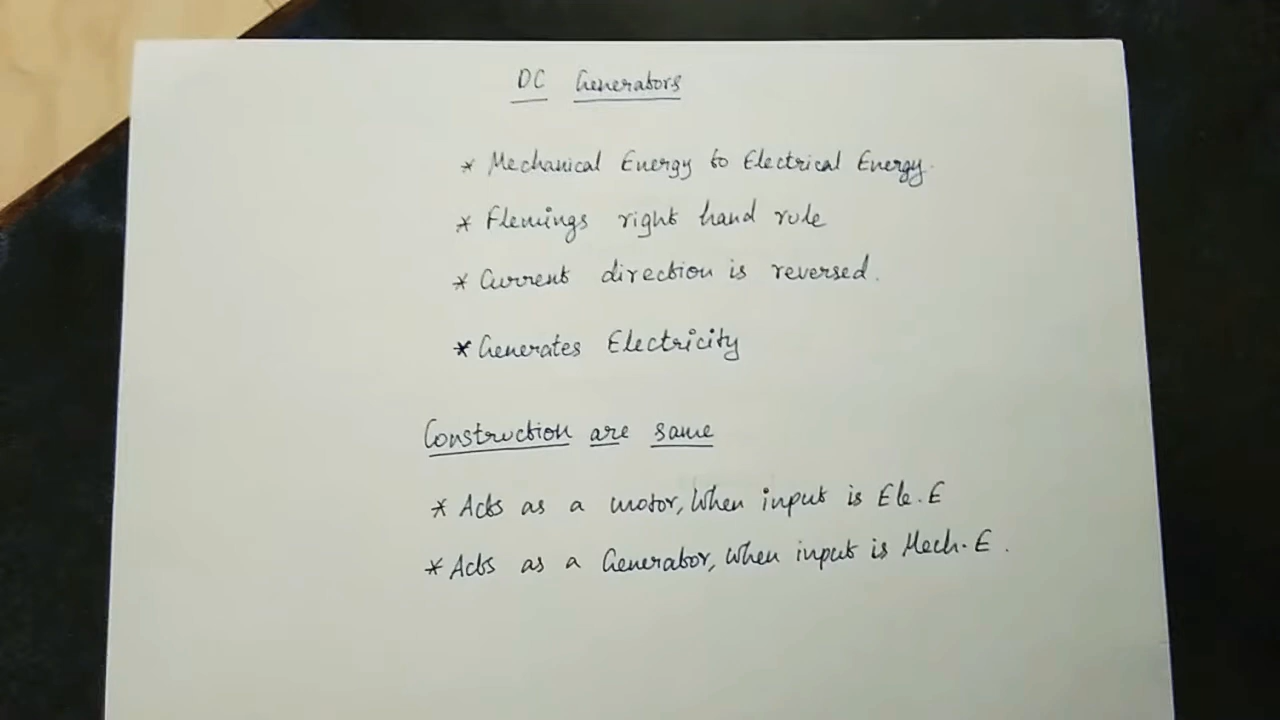 DC Generators
* Mechanical Energy to Electrical Energy.
* Flemings right hand rule
* Current direction is reversed.
* Generates Electricity
Construction are same
* Acts as a motor, When input is Ele.E
* Acts as a Generator, when input is Mech.E.